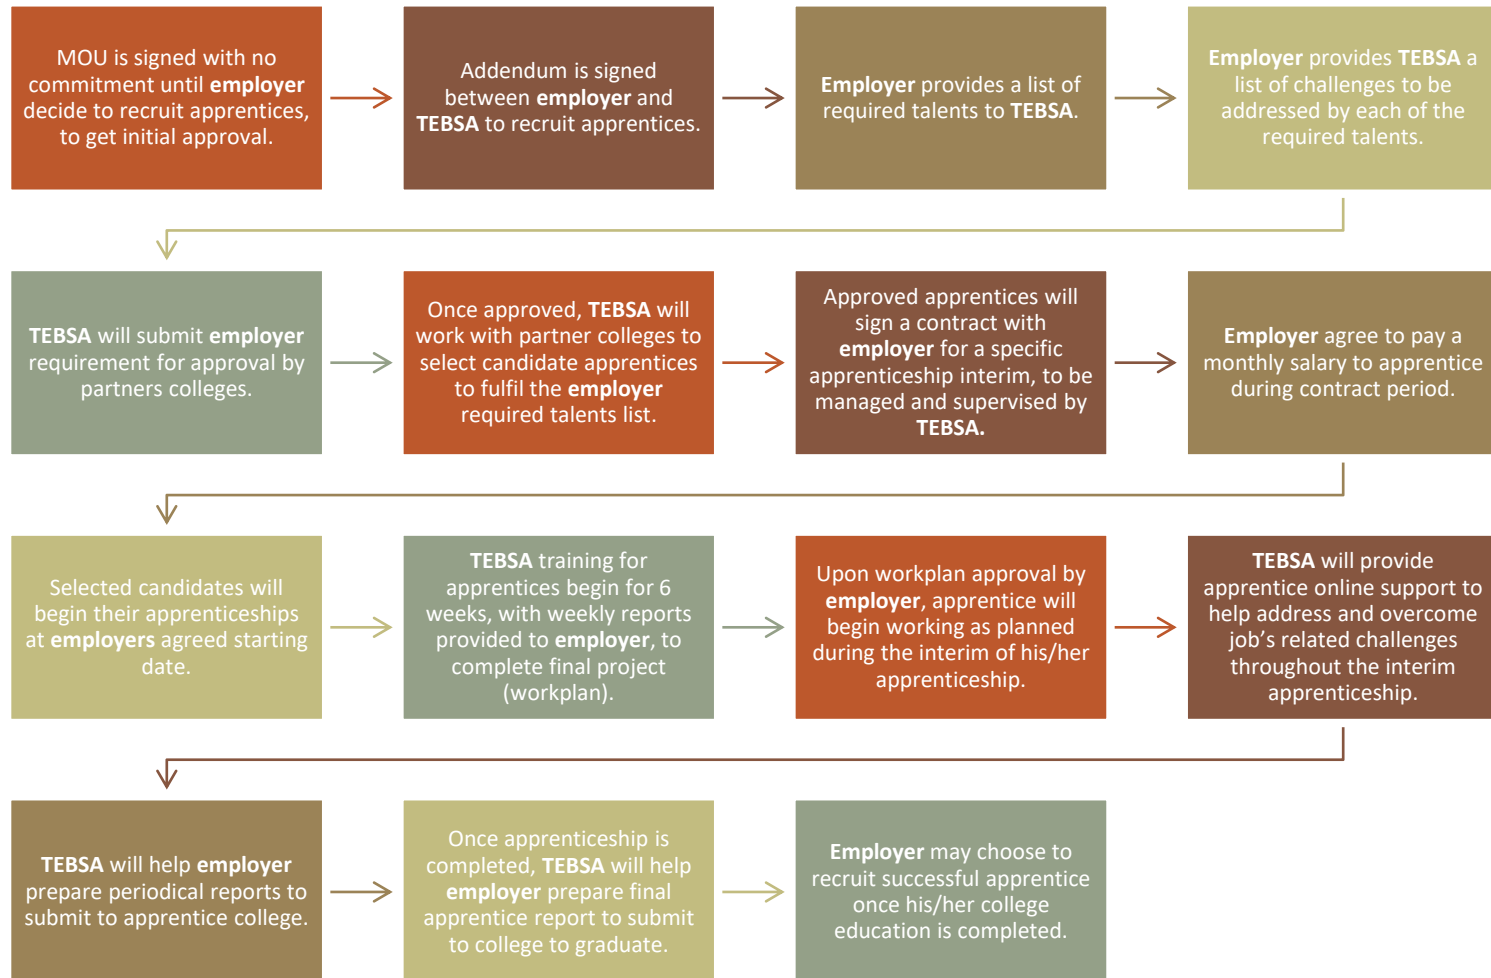 MOU is signed with no
commitment until employer
decide to recruit apprentices,
to get initial approval.
Addendum is signed
between employer and
TEBSA to recruit apprentices.
Employer provides a list of
required talents to TEBSA.
Employer provides TEBSA a
list of challenges to be
addressed by each of the
required talents.
TEBSA will submit employer
requirement for approval by
partners colleges.
Once approved, TEBSA will
work with partner colleges to
select candidate apprentices
to fulfil the employer
required talents list.
Approved apprentices will
sign a contract with
employer for a specific
apprenticeship interim, to be
managed and supervised by
TEBSA.
Employer agree to pay a
monthly salary to apprentice
during contract period.
Selected candidates will
begin their apprenticeships
at employers agreed starting
date.
TEBSA training for
apprentices begin for 6
weeks, with weekly reports
provided to employer, to
complete final project
(workplan).
Upon workplan approval by
employer, apprentice will
begin working as planned
during the interim of his/her
apprenticeship.
TEBSA will provide
apprentice online support to
help address and overcome
job’s related challenges
throughout the interim
apprenticeship.
TEBSA will help employer
prepare periodical reports to
submit to apprentice college.
Once apprenticeship is
completed, TEBSA will help
employer prepare final
apprentice report to submit
to college to graduate.
Employer may choose to
recruit successful apprentice
once his/her college
education is completed.